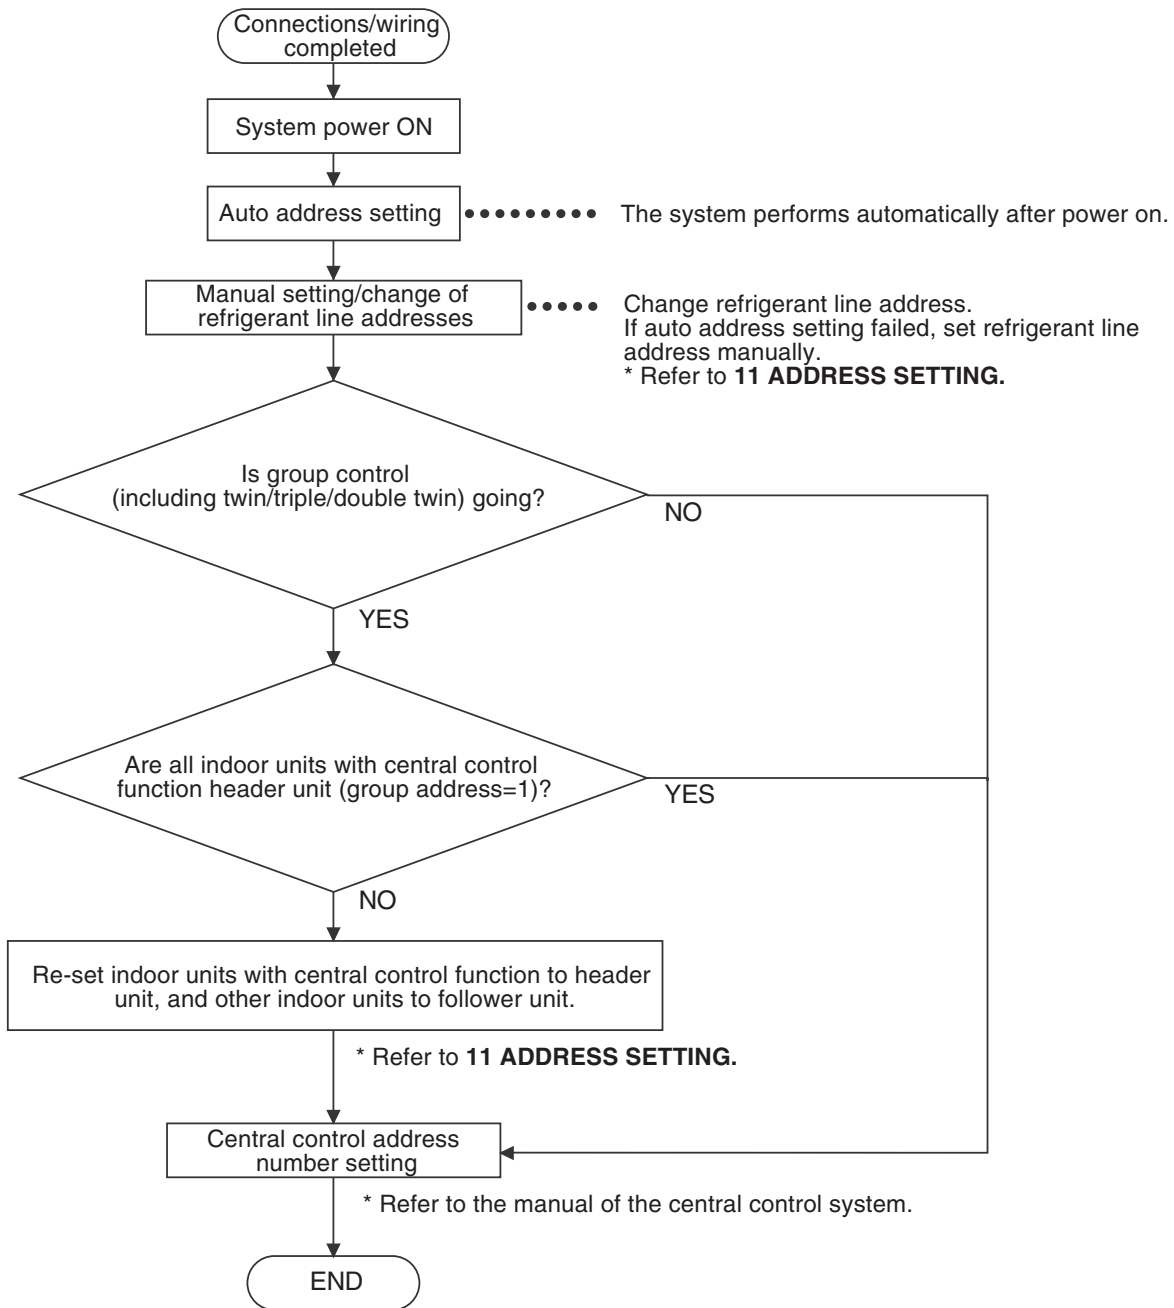 Connections/wiring
completed
System power ON
Auto address setting
The system performs automatically after power on.
Manual setting/change of
refrigerant line addresses
Change refrigerant line address.
If auto address setting failed, set refrigerant line
address manually.
* Refer to 11 ADDRESS SETTING.
Is group control
(including twin/triple/double twin) going?
NO
YES
Are all indoor units with central control
function header unit (group address=1)?
YES
NO
Re-set indoor units with central control function to header
unit, and other indoor units to follower unit.
* Refer to 11 ADDRESS SETTING.
Central control address
number setting
* Refer to the manual of the central control system.
END